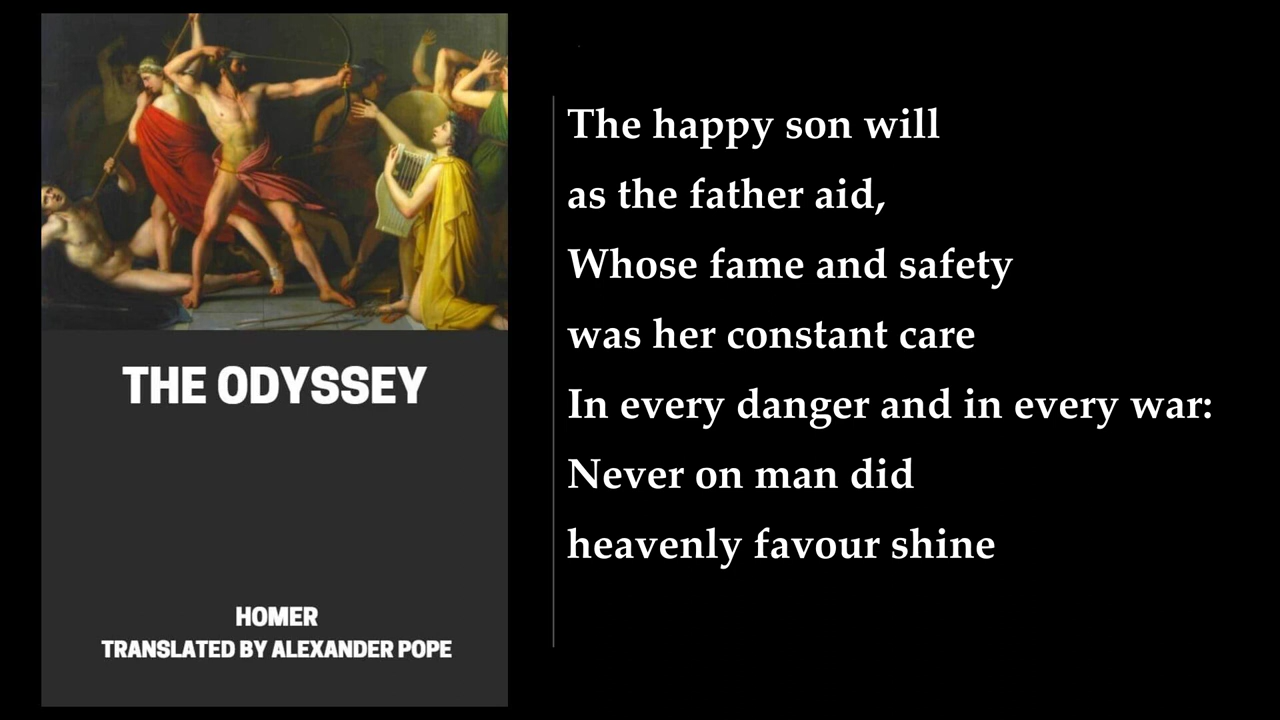 THE ODYSSEY
HOMER
TRANSLATED BY ALEXANDER POPE
The happy son will
as the father aid,
Whose fame and safety
was her constant care
In every danger and in every war:
Never on man did
heavenly favour shine